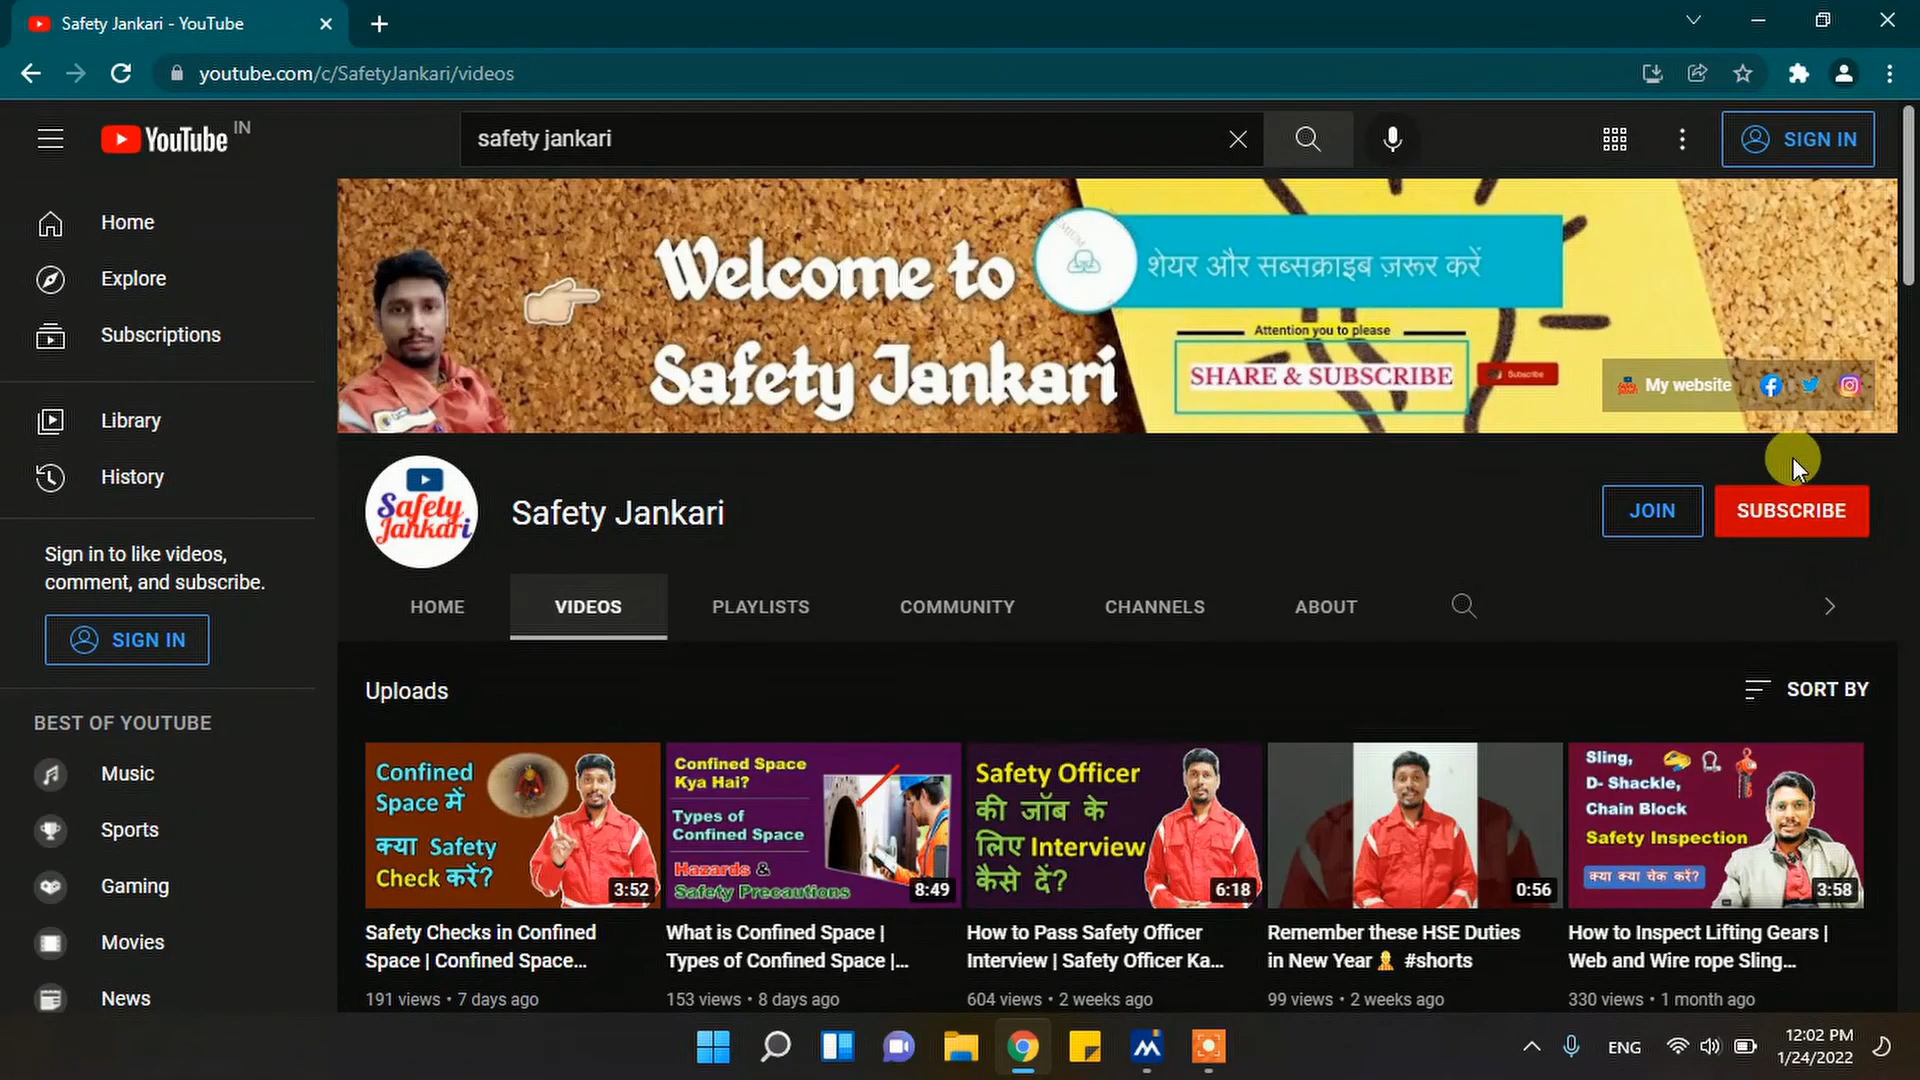 Safety Jankari - YouTube
youtube.com/c/SafetyJankari/videos
YouTube IN
safety jankari
SIGN IN
Home
Explore
Subscriptions
Library
History
Sign in to like videos,
comment, and subscribe.
SIGN IN
BEST OF YOUTUBE
Music
Sports
Gaming
Movies
News
Welcome to
Safety Jankari
शेयर और सब्सक्राइब ज़रूर करें
Attention you to please
SHARE & SUBSCRIBE
Subscribe
My website
Safety
Jankari
Safety Jankari
JOIN
SUBSCRIBE
HOME
VIDEOS
PLAYLISTS
COMMUNITY
CHANNELS
ABOUT
Uploads
SORT BY
Confined
Space में
क्या Safety
Check करें?
3:52
Safety Checks in Confined
Space | Confined Space...
191 views • 7 days ago
Confined Space
Kya Hai?
Types of
Confined Space
Hazards &
Safety Precautions
8:49
What is Confined Space |
Types of Confined Space |...
153 views • 8 days ago
Safety Officer
की जॉब के
लिए Interview
कैसे दें?
6:18
How to Pass Safety Officer
Interview | Safety Officer Ka...
604 views • 2 weeks ago
0:56
Remember these HSE Duties
in New Year #shorts
99 views • 2 weeks ago
Sling,
D- Shackle,
Chain Block
Safety Inspection
क्या क्या चेक करें?
3:58
How to Inspect Lifting Gears |
Web and Wire rope Sling...
330 views • 1 month ago
ENG
12:02 PM
1/24/2022